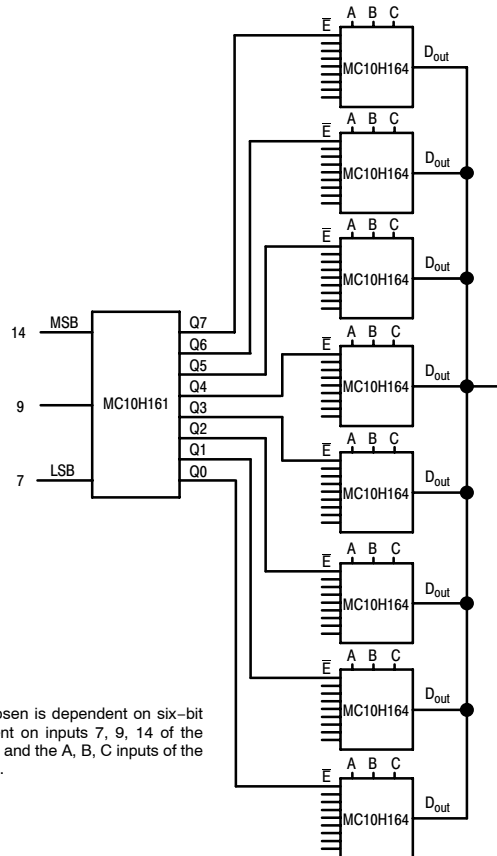 A B C
E̅
MC10H164
Dout
A B C
E̅
MC10H164
Dout
A B C
E̅
MC10H164
Dout
14 MSB
9
7 LSB
MC10H161
Q7
Q6
Q5
Q4
Q3
Q2
Q1
Q0
A B C
E̅
MC10H164
Dout
A B C
E̅
MC10H164
Dout
A B C
E̅
MC10H164
Dout
A B C
E̅
MC10H164
Dout
A B C
E̅
MC10H164
Dout
osen is dependent on six−bit
ent on inputs 7, 9, 14 of the
and the A, B, C inputs of the
.